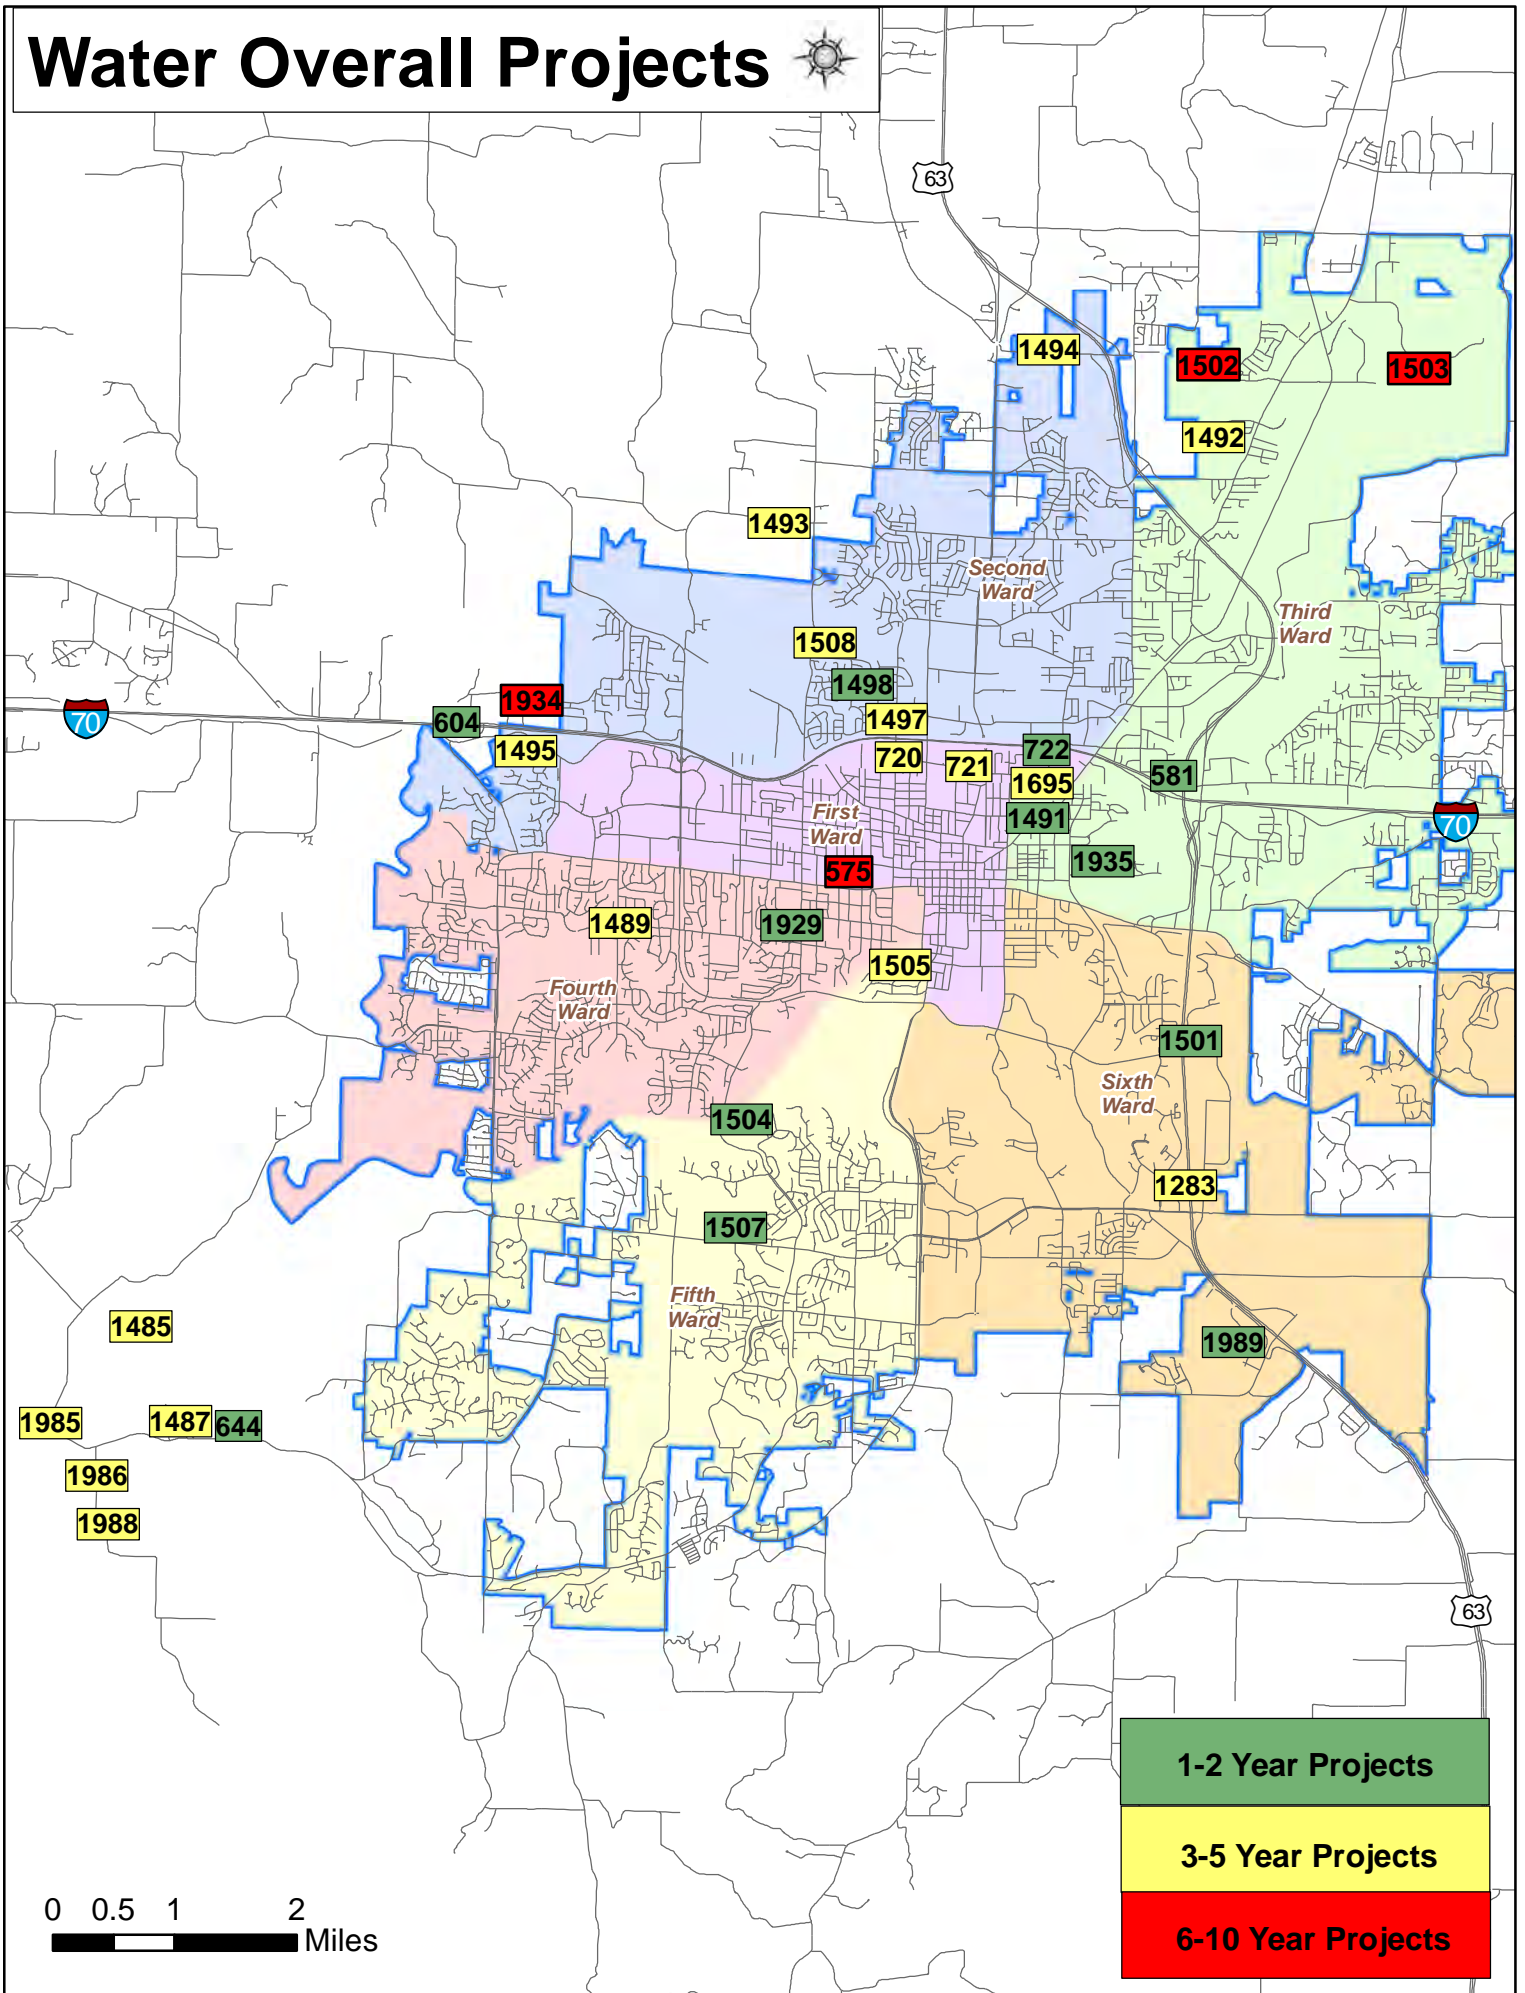 Water Overall Projects
63
1494
1502
1503
1492
1493
Second
Ward
Third
Ward
1508
1498
1934
70
604
1497
1495
720
721
722
1695
581
First
Ward
1491
70
575
1935
1489
1929
1505
Fourth
Ward
1501
Sixth
Ward
1504
1283
1507
Fifth
Ward
1485
1989
1985
1487
644
1986
1988
63
1-2 Year Projects
3-5 Year Projects
6-10 Year Projects
0 0.5 1 2
Miles